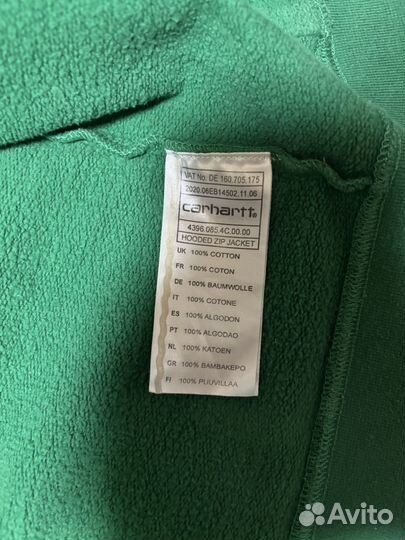 VAT No. DE 160.705.175
2020.06EB14502.11.06
carhartt®
4396.085.4C.00.00
HOODED ZIP JACKET
UK 100% COTTON
FR 100% COTON
DE 100% BAUMWOLLE
IT 100% COTONE
ES 100% ALGODON
PT 100% ALGODAO
NL 100% KATOEN
GR 100% BAMBAKEPO
FI 100% PUUVILLAA
Avito